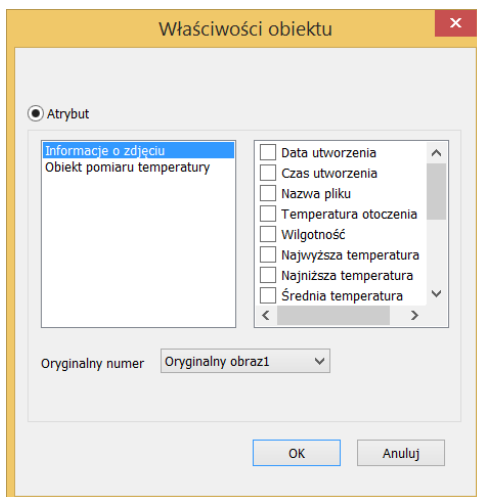 Właściwości obiektu
Atrybut
Informacje o zdjęciu
Obiekt pomiaru temperatury
Data utworzenia
Czas utworzenia
Nazwa pliku
Temperatura otoczenia
Wilgotność
Najwyższa temperatura
Najniższa temperatura
Średnia temperatura
Oryginalny numer
Oryginalny obraz1
OK
Anuluj